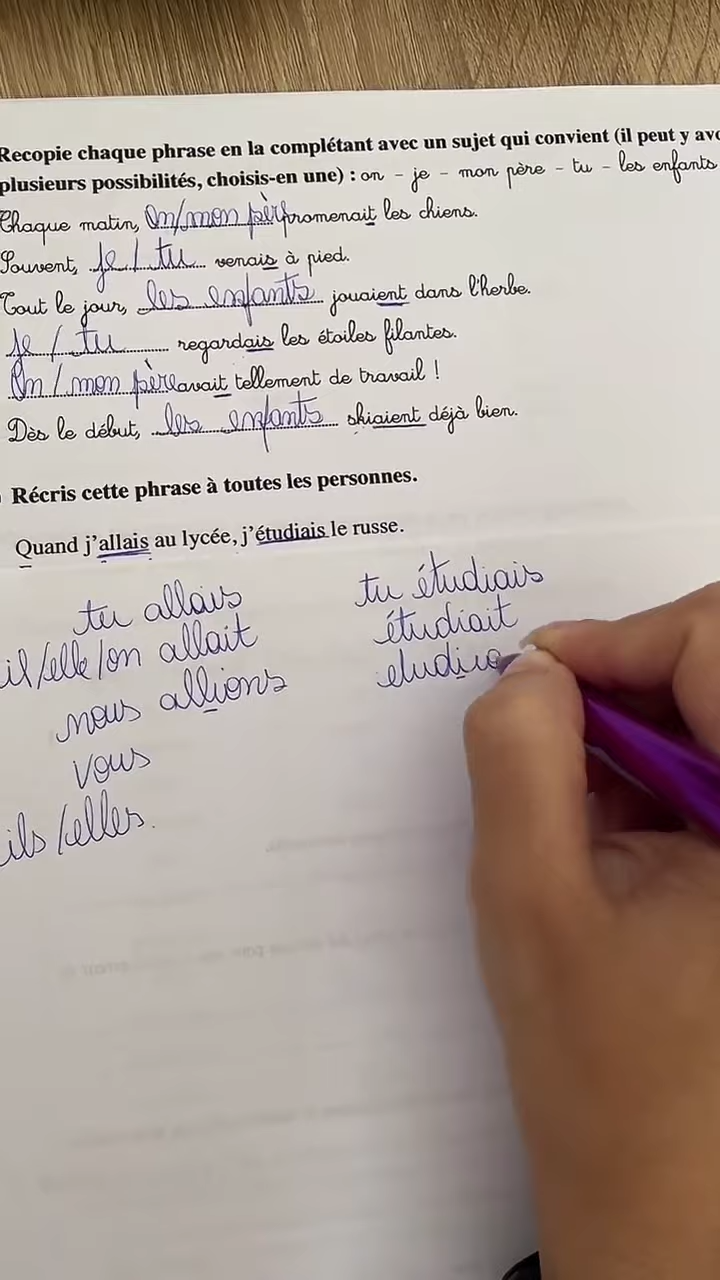 Recopie chaque phrase en la complétant avec un sujet qui convient (il peut y avo
plusieurs possibilités, choisis-en une) : on - je - mon père - tu - les enfants
Chaque matin, On/mon père promenait les chiens.
Souvent, je / tu venais à pied.
Tout le jour, les enfants jouaient dans l'herbe.
Je / tu regardais les étoiles filantes.
On / mon père avait tellement de travail !
Dès le début, les enfants skiaient déjà bien.
Récris cette phrase à toutes les personnes.
Quand j'allais au lycée, j'étudiais le russe.
tu allais tu étudiais
il/elle/on allait étudiait
nous allions
vous
ils/elles.